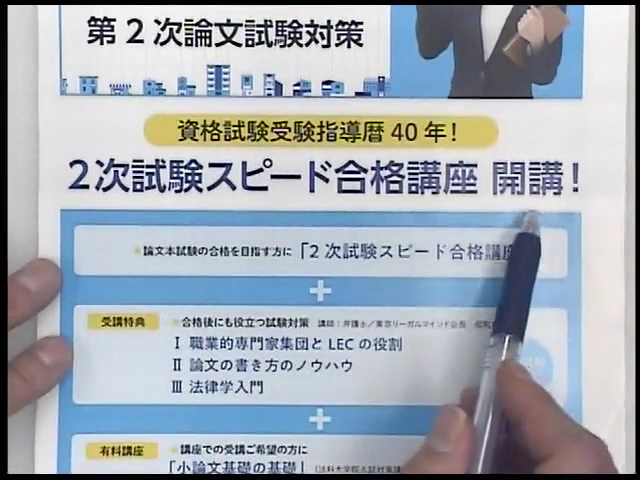 第2次論文試験対策
資格試験受験指導暦40年！
2次試験スピード合格講座 開講！
論文本試験の合格を目指す方に「2次試験スピード合格講座
受講特典
合格後にも役立つ試験対策 講師：弁護士／東京リーガルマインド会長
Ⅰ 職業的専門家集団とLECの役割
Ⅱ 論文の書き方のノウハウ
Ⅲ 法律学入門
有料講座
講座での受講ご希望の方に
「小論文基礎の基礎」